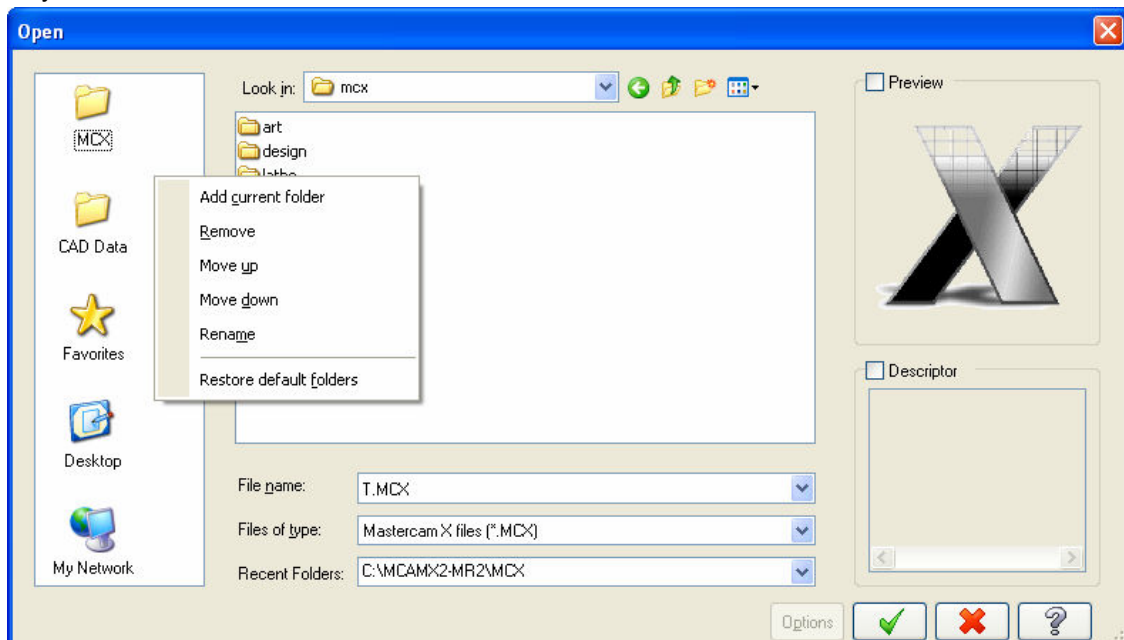 Open
MCX
CAD Data
Favorites
Desktop
My Network
Look in: mcx
art
design
Add current folder
Remove
Move up
Move down
Rename
Restore default folders
File name: T.MCX
Files of type: Mastercam X files (*.MCX)
Recent Folders: C:\MCAMX2-MR2\MCX
Preview
Descriptor
Options